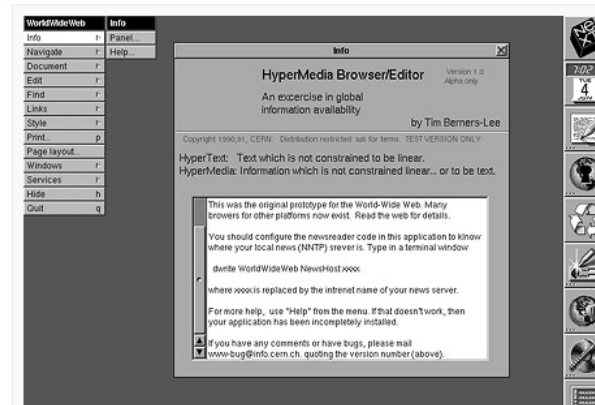 WorldWideWeb
Info
Navigate
Document
Edit
Find
Links
Style
Print... p
Page layout...
Windows
Services
Hide h
Quit q
Info
Panel...
Help...
Info
HyperMedia Browser/Editor
Version 1.0
Alpha only
An excercise in global
information availability
by Tim Berners-Lee
Copyright 1990,91, CERN. Distribution restricted: ask for terms. TEST VERSION ONLY
HyperText: Text which is not constrained to be linear.
HyperMedia: Information which is not constrained linear... or to be text.
This was the original prototype for the World-Wide Web. Many
browers for other platforms now exist. Read the web for details.
You should configure the newsreader code in this application to klnow
where your local news (NNTP) srever is. Type in a terminal window
dwrite WorldWideWeb NewsHost xxxx
where xxxx is replaced by the intrenet name of your news server.
For more help, use "Help" from the menu. If that doesn't work, then
your application has been incompletely installed.
If you have any comments or have bugs, please mail
www-bug@info.cern.ch. quoting the version number (above).
7:02
TUE
4
JUN